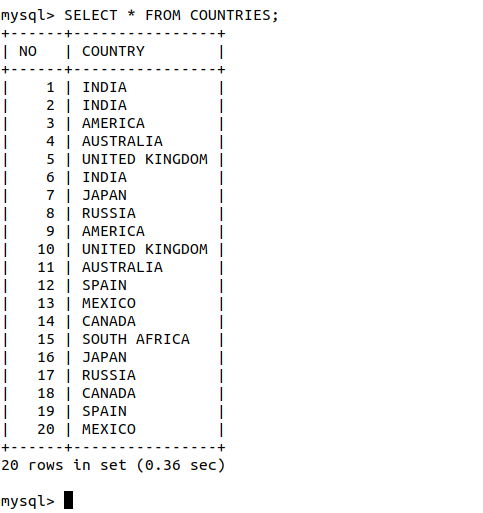 mysql> SELECT * FROM COUNTRIES;
+------+----------------+
| NO   | COUNTRY        |
+------+----------------+
|    1 | INDIA          |
|    2 | INDIA          |
|    3 | AMERICA        |
|    4 | AUSTRALIA      |
|    5 | UNITED KINGDOM |
|    6 | INDIA          |
|    7 | JAPAN          |
|    8 | RUSSIA         |
|    9 | AMERICA        |
|   10 | UNITED KINGDOM |
|   11 | AUSTRALIA      |
|   12 | SPAIN          |
|   13 | MEXICO         |
|   14 | CANADA         |
|   15 | SOUTH AFRICA   |
|   16 | JAPAN          |
|   17 | RUSSIA         |
|   18 | CANADA         |
|   19 | SPAIN          |
|   20 | MEXICO         |
+------+----------------+
20 rows in set (0.36 sec)
mysql>